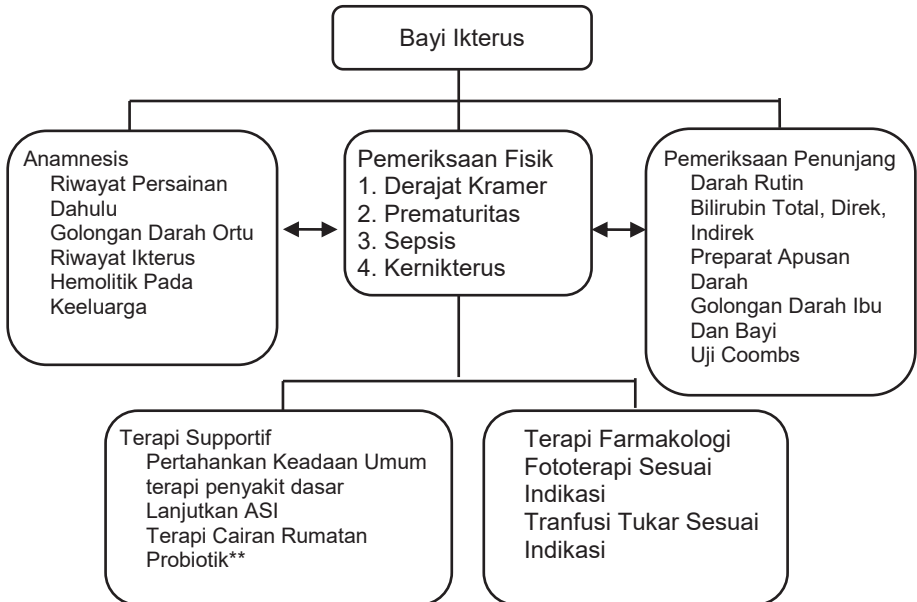 Bayi Ikterus
Anamnesis
Riwayat Persainan
Dahulu
Golongan Darah Ortu
Riwayat Ikterus
Hemolitik Pada
Keeluarga
Pemeriksaan Fisik
1. Derajat Kramer
2. Prematuritas
3. Sepsis
4. Kernikterus
Pemeriksaan Penunjang
Darah Rutin
Bilirubin Total, Direk,
Indirek
Preparat Apusan
Darah
Golongan Darah Ibu
Dan Bayi
Uji Coombs
Terapi Supportif
Pertahankan Keadaan Umum
terapi penyakit dasar
Lanjutkan ASI
Terapi Cairan Rumatan
Probiotik**
Terapi Farmakologi
Fototerapi Sesuai
Indikasi
Tranfusi Tukar Sesuai
Indikasi